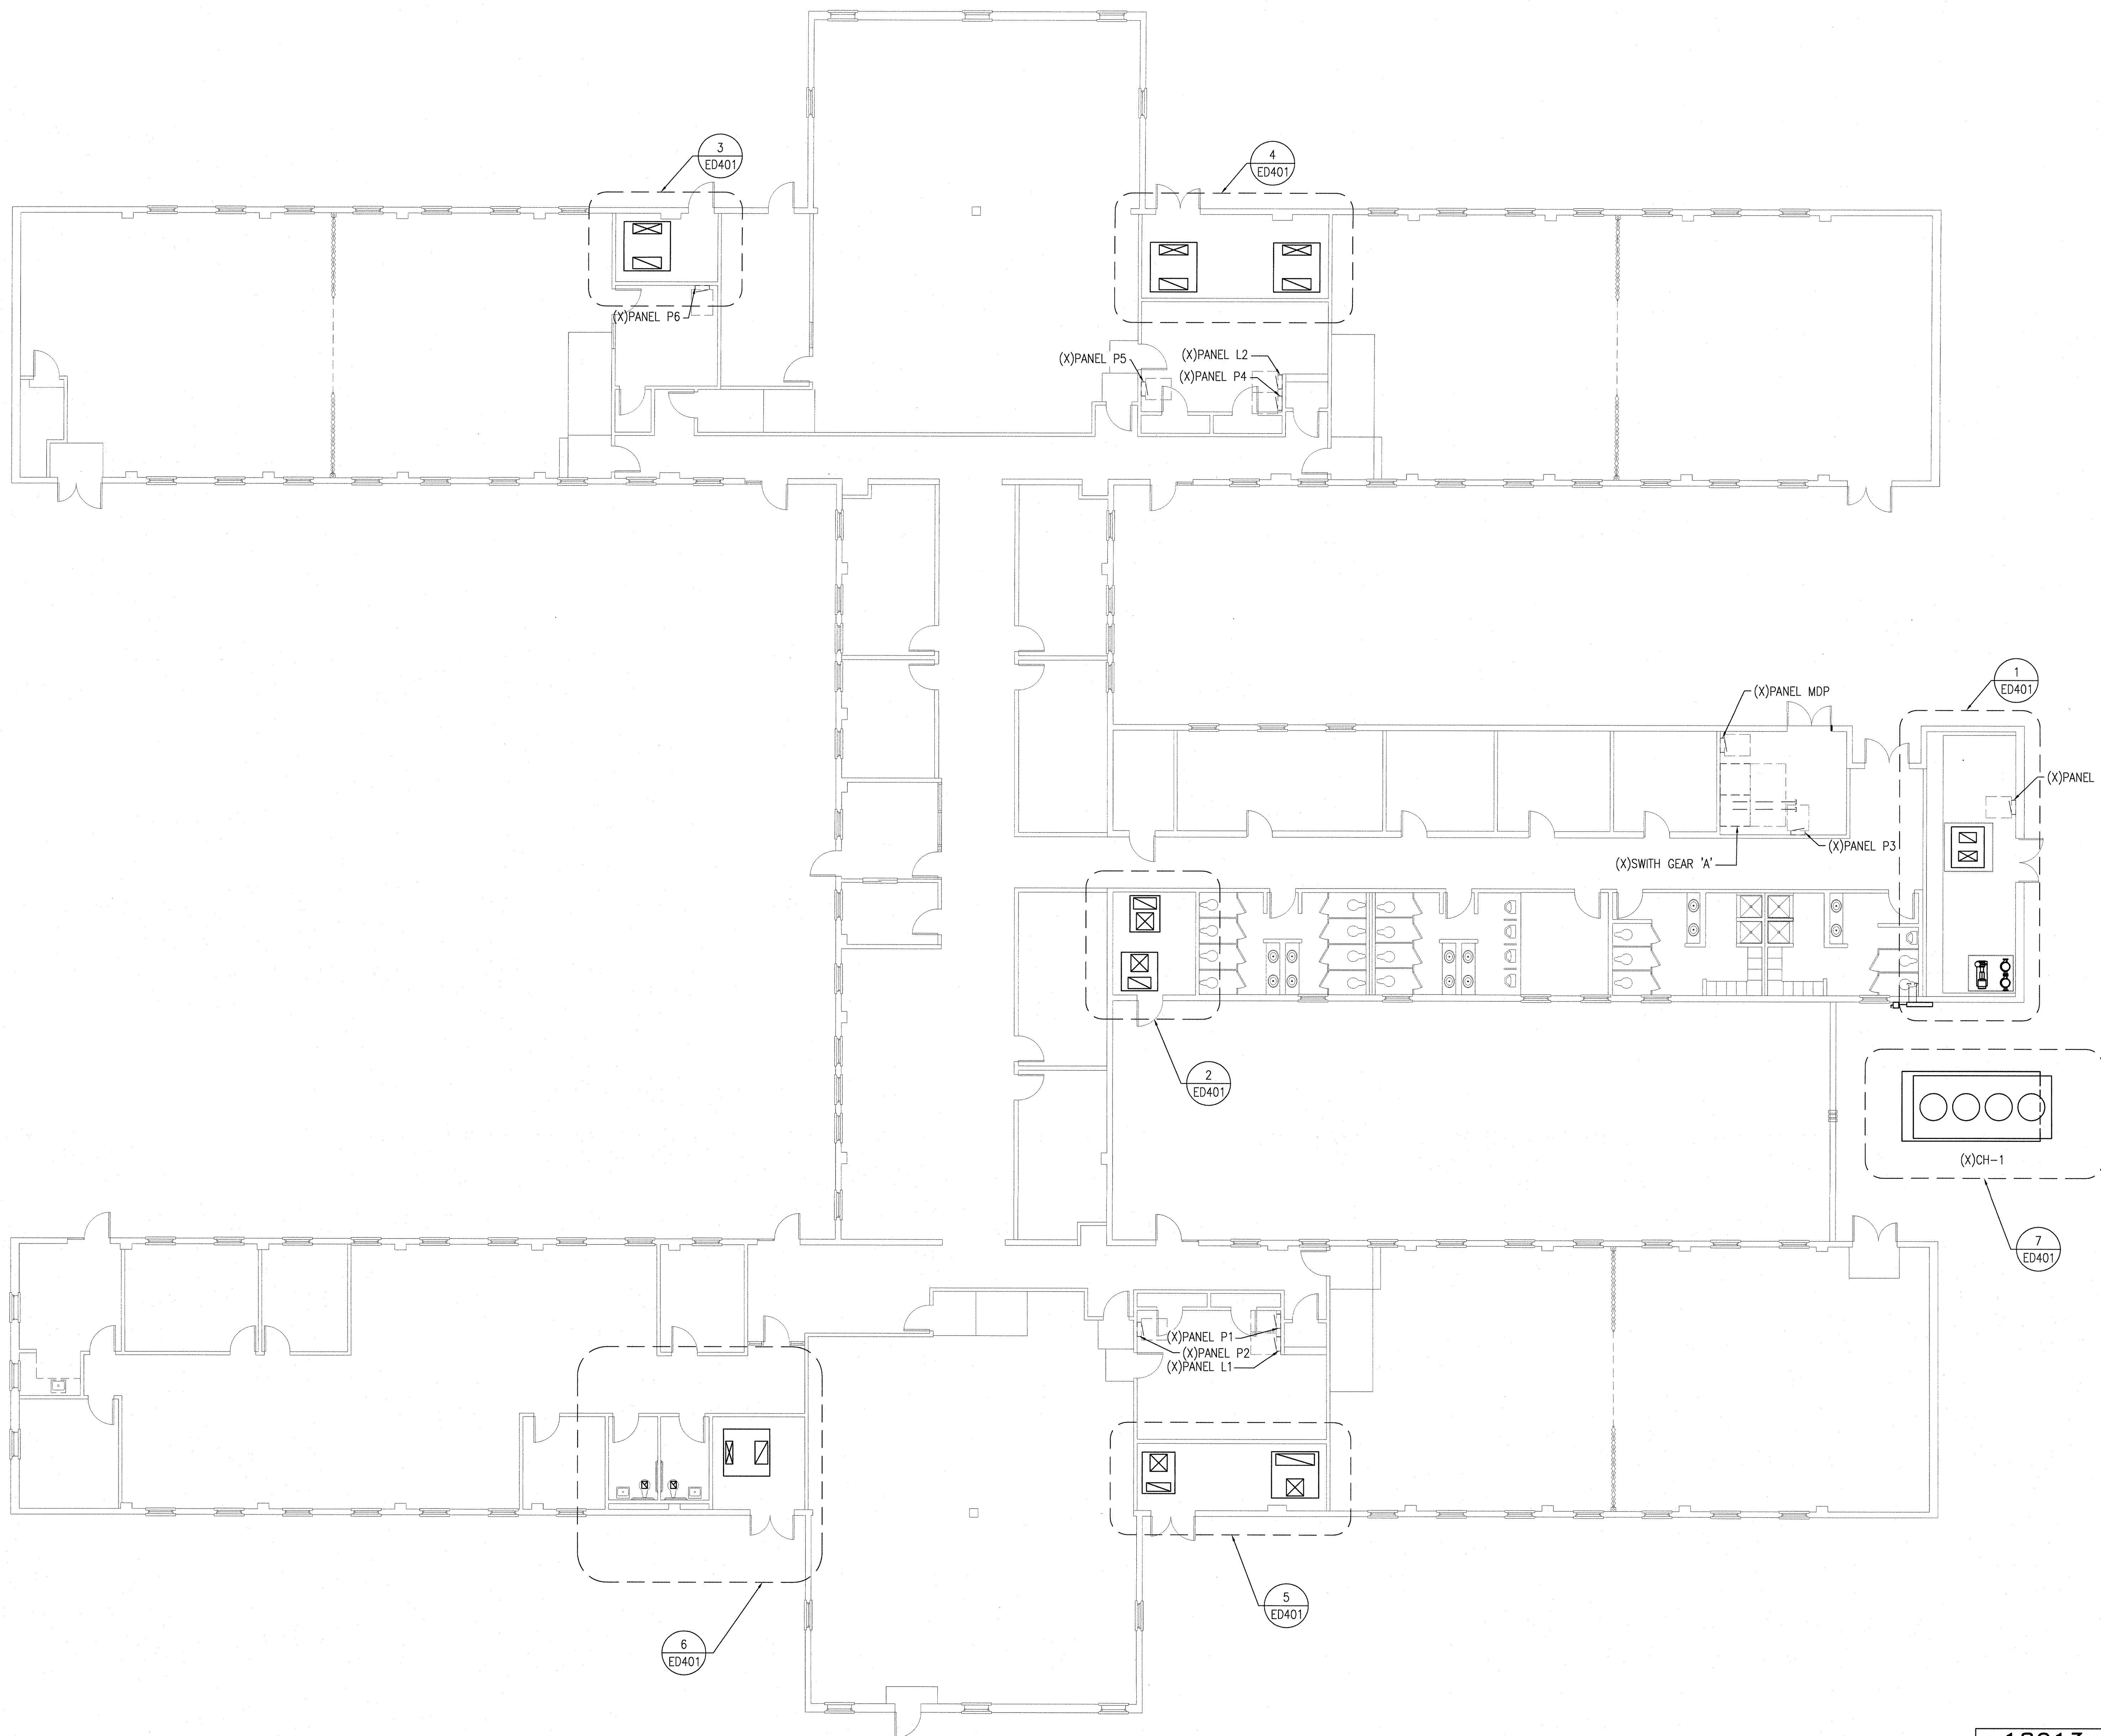 3
ED401
4
ED401
(X)PANEL P6
(X)PANEL P5
(X)PANEL L2
(X)PANEL P4
1
ED401
(X)PANEL MDP
(X)PANEL
(X)PANEL P3
(X)SWITH GEAR 'A'
2
ED401
(X)CH-1
7
ED401
(X)PANEL P1
(X)PANEL P2
(X)PANEL L1
5
ED401
6
ED401